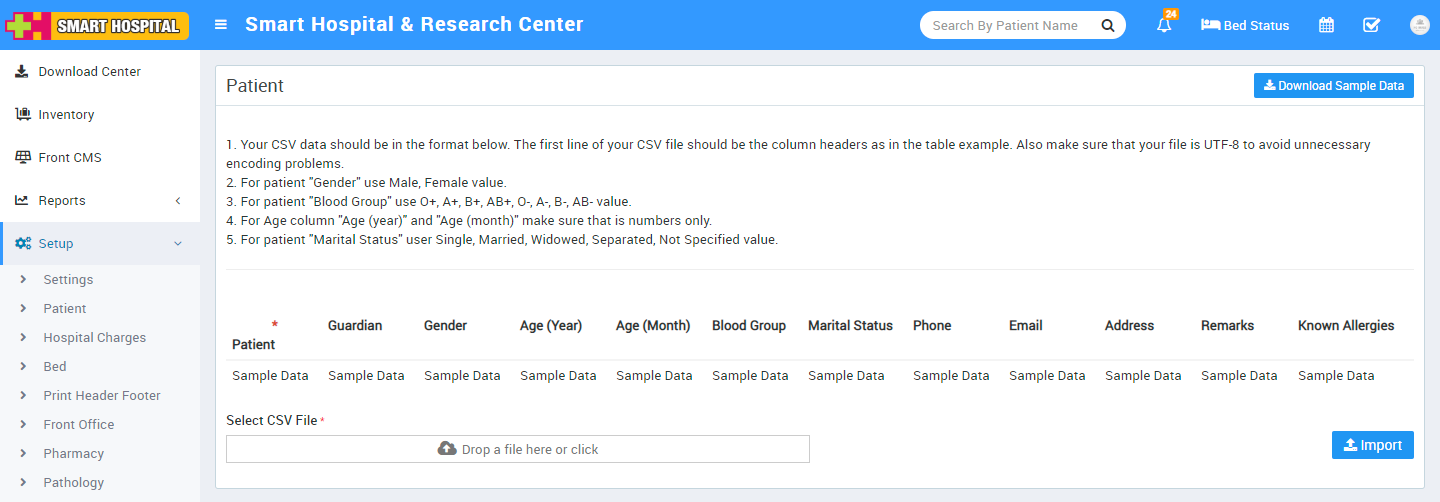 SMART HOSPITAL
Smart Hospital & Research Center
Search By Patient Name
24
Bed Status
Download Center
Inventory
Front CMS
Reports
Setup
Settings
Patient
Hospital Charges
Bed
Print Header Footer
Front Office
Pharmacy
Pathology
Patient
Download Sample Data
1. Your CSV data should be in the format below. The first line of your CSV file should be the column headers as in the table example. Also make sure that your file is UTF-8 to avoid unnecessary
encoding problems.
2. For patient "Gender" use Male, Female value.
3. For patient "Blood Group" use O+, A+, B+, AB+, O-, A-, B-, AB- value.
4. For Age column "Age (year)" and "Age (month)" make sure that is numbers only.
5. For patient "Marital Status" user Single, Married, Widowed, Separated, Not Specified value.
* Guardian Gender Age (Year) Age (Month) Blood Group Marital Status Phone Email Address Remarks Known Allergies
Patient
Sample Data Sample Data Sample Data Sample Data Sample Data Sample Data Sample Data Sample Data Sample Data Sample Data Sample Data Sample Data
Select CSV File *
Drop a file here or click
Import